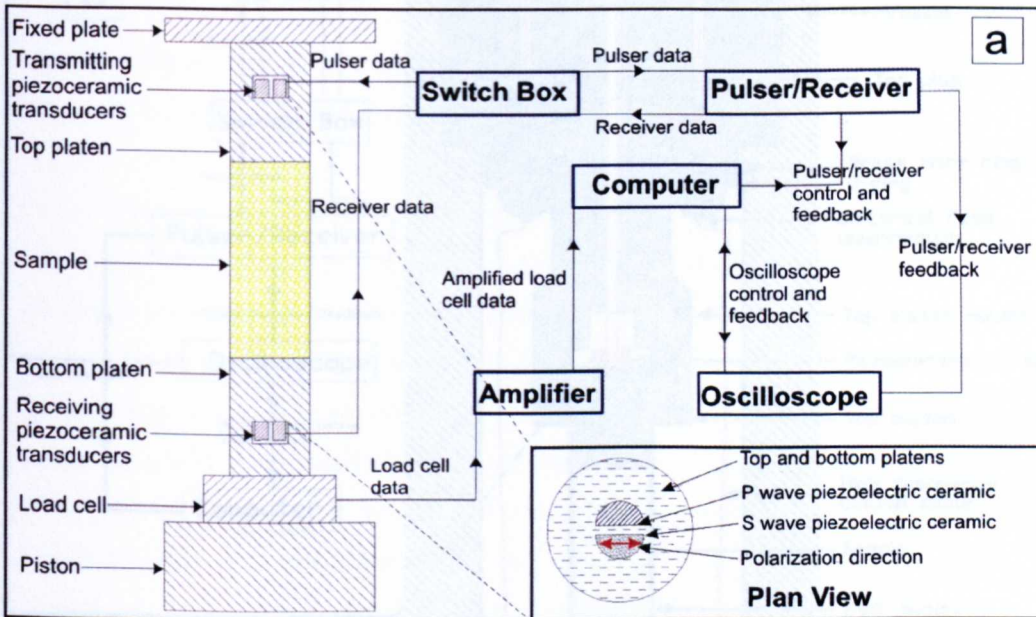 a
Fixed plate
Transmitting
piezoceramic
transducers
Top platen
Sample
Bottom platen
Receiving
piezoceramic
transducers
Load cell
Piston
Pulser data
Switch Box
Pulser data
Receiver data
Pulser/Receiver
Receiver data
Computer
Pulser/receiver
control and
feedback
Pulser/receiver
feedback
Amplified load
cell data
Oscilloscope
control and
feedback
Amplifier
Oscilloscope
Load cell
data
Top and bottom platens
P wave piezoelectric ceramic
S wave piezoelectric ceramic
Polarization direction
Plan View